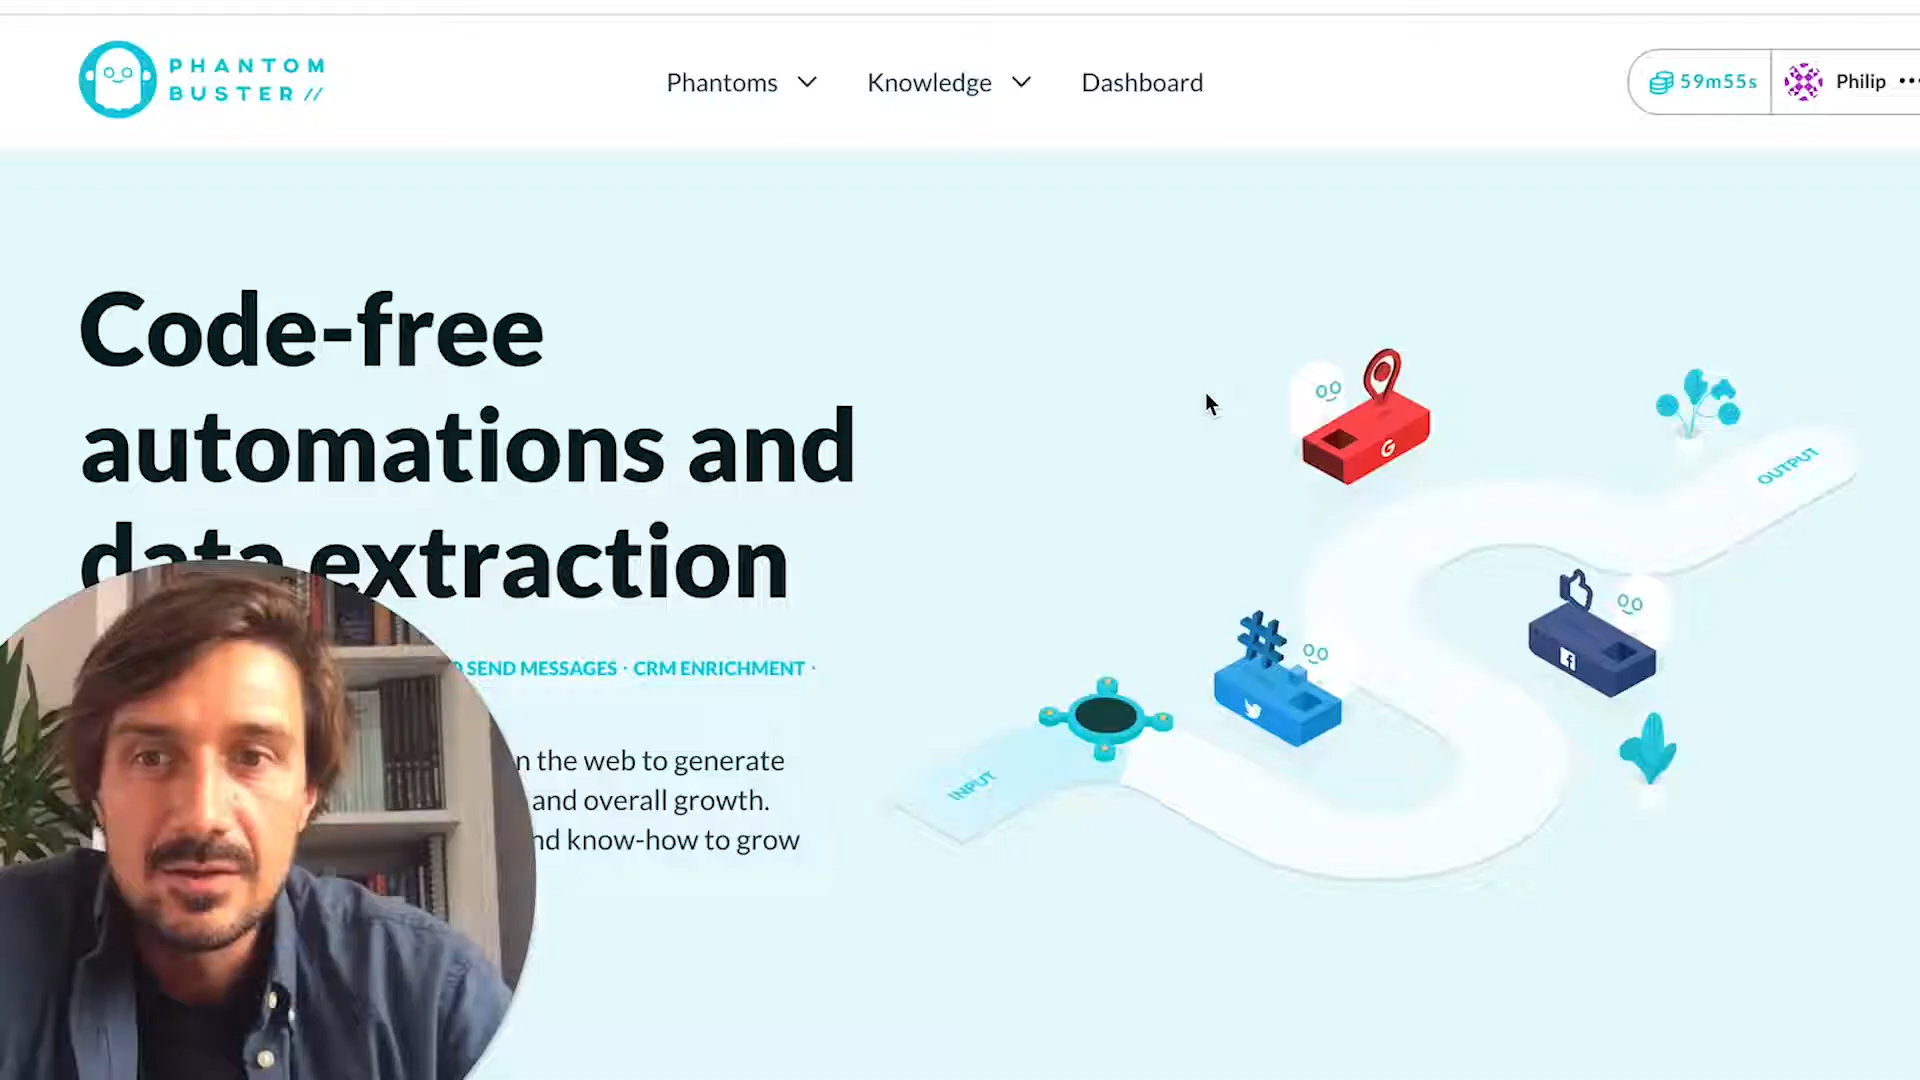 PHANTOM
BUSTER //
Phantoms
Knowledge
Dashboard
59m55s
Philip
Code-free
automations and
data extraction
SEND MESSAGES · CRM ENRICHMENT ·
the web to generate
and overall growth.
know-how to grow
INPUT
OUTPUT